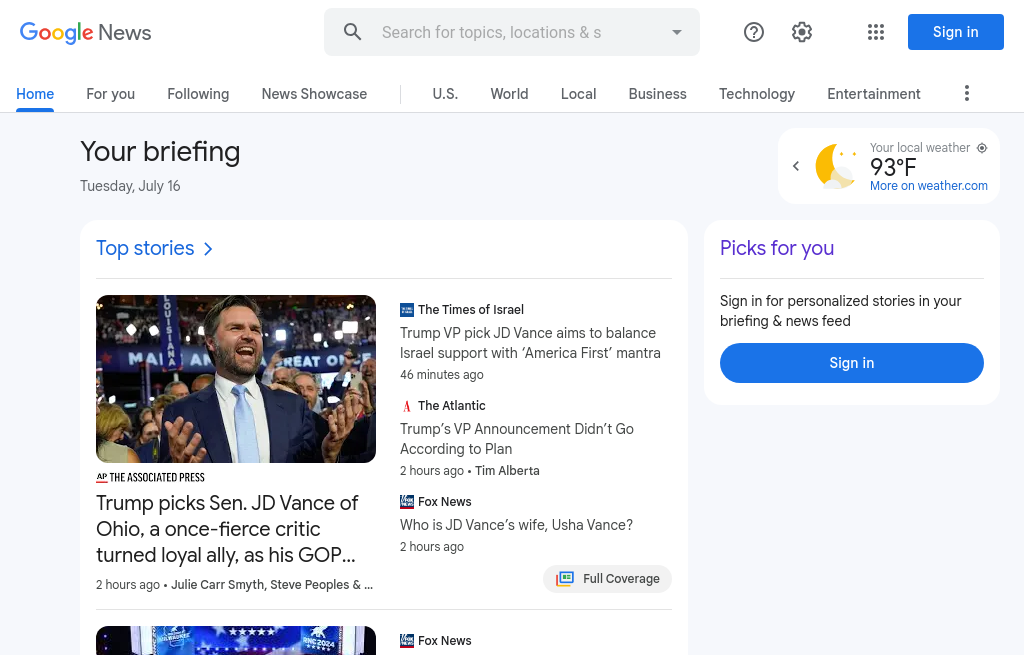 Google News
Search for topics, locations & s
Sign in
Home
For you
Following
News Showcase
U.S.
World
Local
Business
Technology
Entertainment
Your briefing
Tuesday, July 16
Your local weather
93°F
More on weather.com
Top stories
Picks for you
Sign in for personalized stories in your
briefing & news feed
Sign in
LOUISIANA
AP THE ASSOCIATED PRESS
Trump picks Sen. JD Vance of
Ohio, a once-fierce critic
turned loyal ally, as his GOP...
2 hours ago • Julie Carr Smyth, Steve Peoples & ...
The Times of Israel
Trump VP pick JD Vance aims to balance
Israel support with ‘America First’ mantra
46 minutes ago
The Atlantic
Trump’s VP Announcement Didn’t Go
According to Plan
2 hours ago • Tim Alberta
Fox News
Who is JD Vance’s wife, Usha Vance?
2 hours ago
Full Coverage
RNC 2024
Fox News